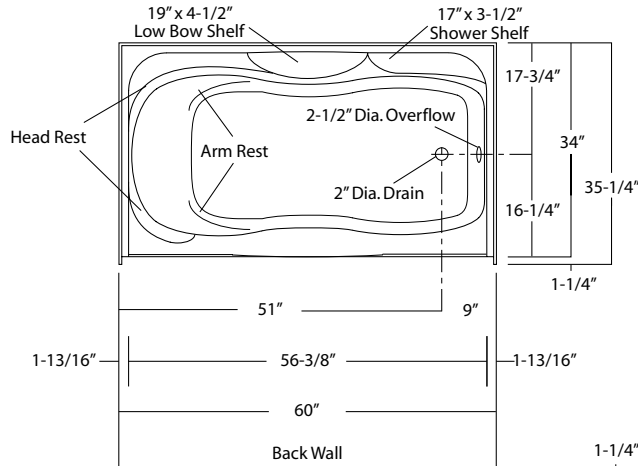 19” x 4-1/2”
Low Bow Shelf
17” x 3-1/2”
Shower Shelf
17-3/4”
2-1/2” Dia. Overflow
Head Rest
Arm Rest
34”
2” Dia. Drain
35-1/4”
16-1/4”
1-1/4”
51”
9”
1-13/16”
56-3/8”
1-13/16”
60”
Back Wall
1-1/4”